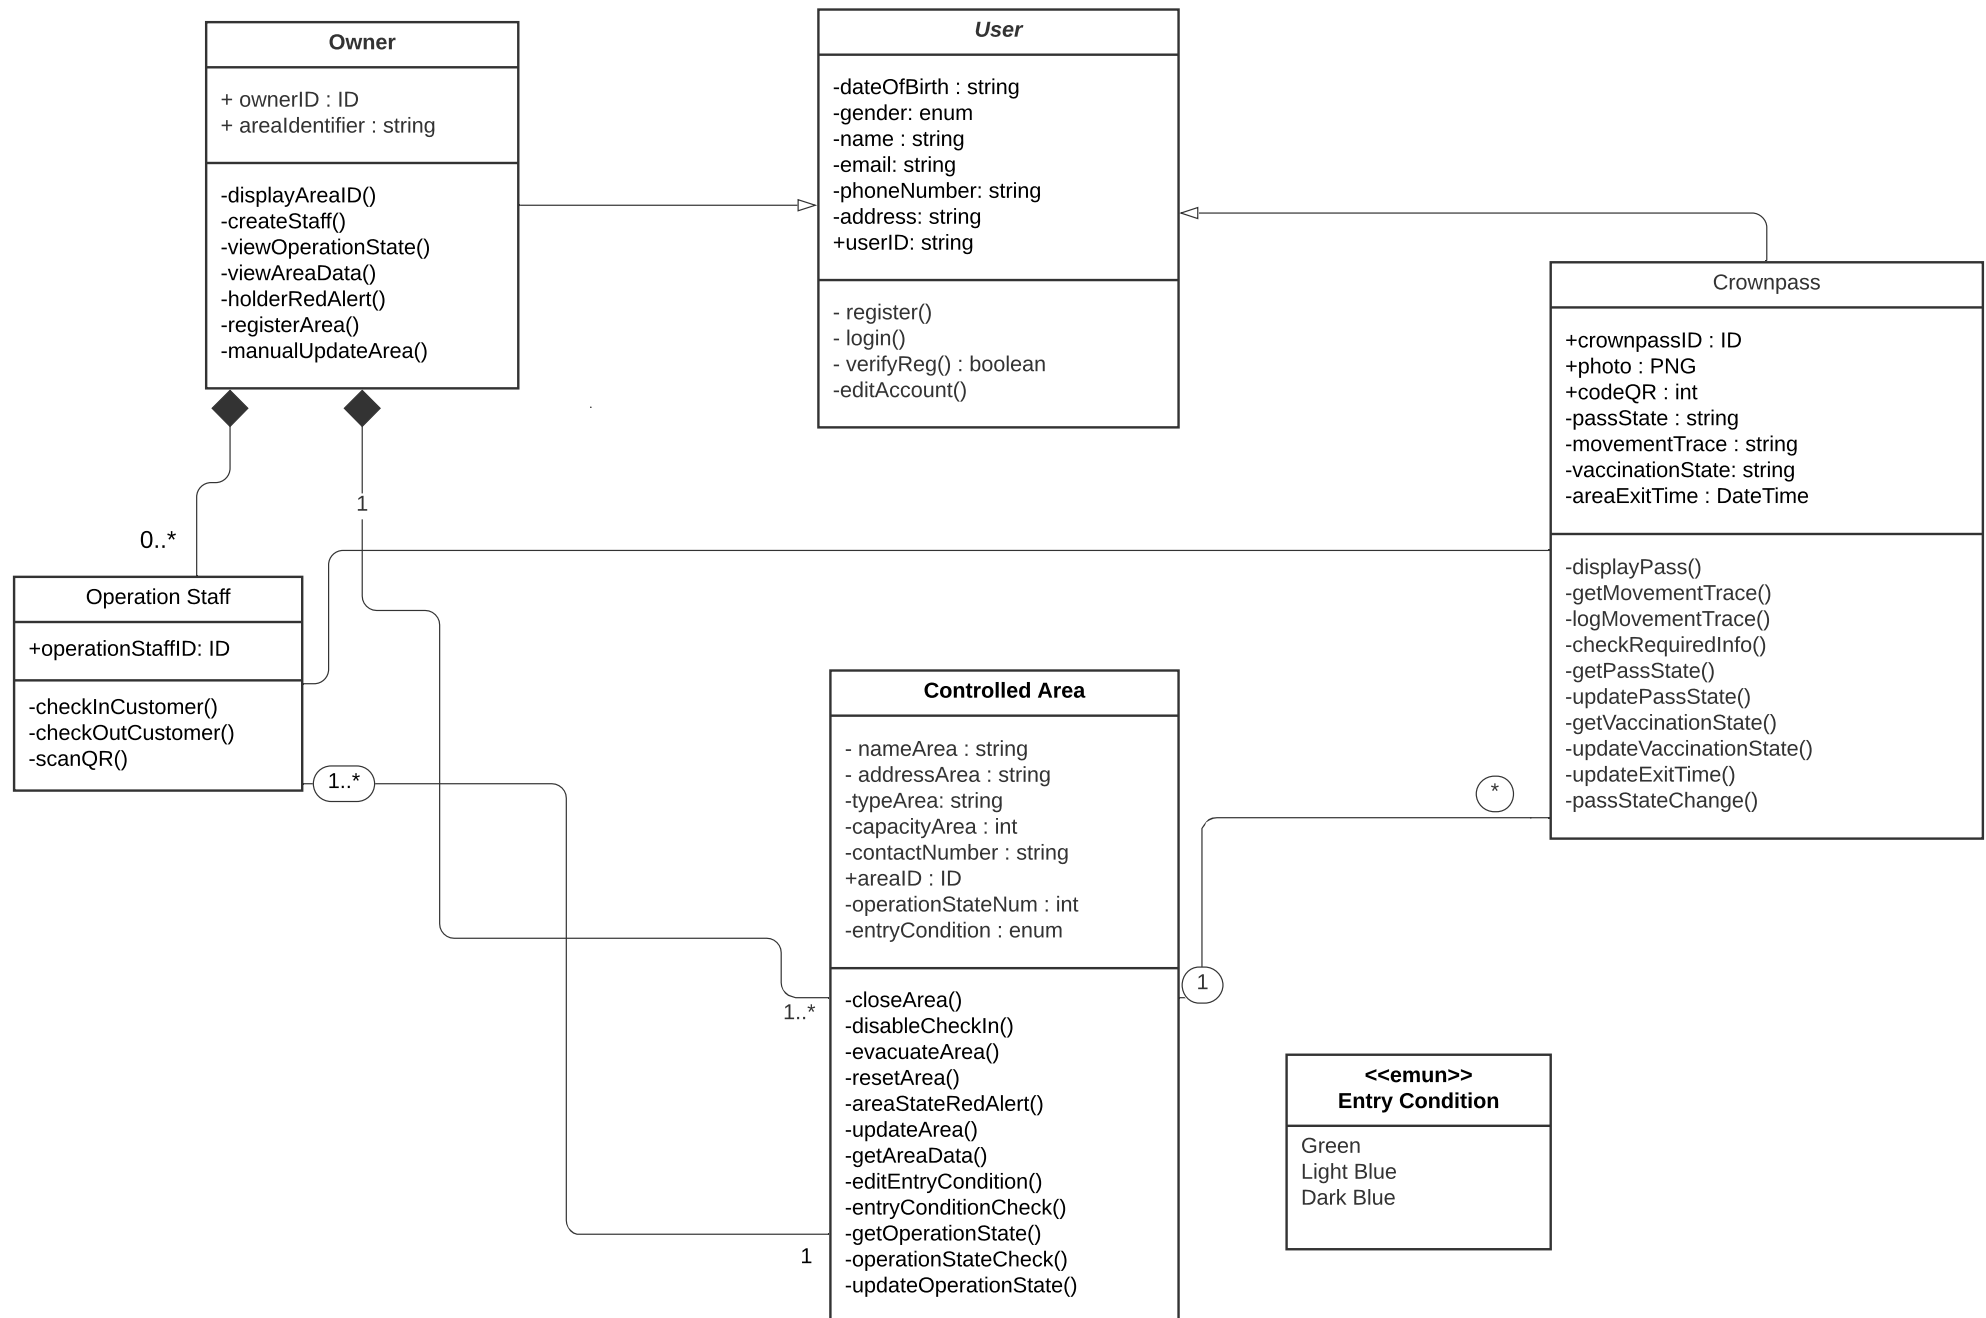 Owner
+ ownerID : ID
+ areaIdentifier : string
-displayAreaID()
-createStaff()
-viewOperationState()
-viewAreaData()
-holderRedAlert()
-registerArea()
-manualUpdateArea()
User
-dateOfBirth : string
-gender: enum
-name : string
-email: string
-phoneNumber: string
-address: string
+userID: string
- register()
- login()
- verifyReg() : boolean
-editAccount()
Crownpass
+crownpassID : ID
+photo : PNG
+codeQR : int
-passState : string
-movementTrace : string
-vaccinationState: string
-areaExitTime : DateTime
-displayPass()
-getMovementTrace()
-logMovementTrace()
-checkRequiredInfo()
-getPassState()
-updatePassState()
-getVaccinationState()
-updateVaccinationState()
-updateExitTime()
-passStateChange()
1
0..*
Operation Staff
+operationStaffID: ID
-checkInCustomer()
-checkOutCustomer()
-scanQR()
1..*
Controlled Area
- nameArea : string
- addressArea : string
-typeArea: string
-capacityArea : int
-contactNumber : string
+areaID : ID
-operationStateNum : int
-entryCondition : enum
-closeArea()
-disableCheckIn()
-evacuateArea()
-resetArea()
-areaStateRedAlert()
-updateArea()
-getAreaData()
-editEntryCondition()
-entryConditionCheck()
-getOperationState()
-operationStateCheck()
-updateOperationState()
*
1
1..*
1
<<emun>>
Entry Condition
Green
Light Blue
Dark Blue